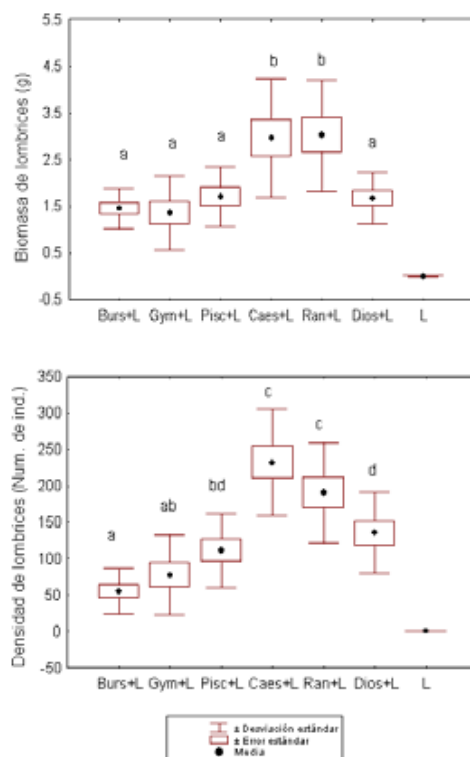 Biomasa de lombrices (g)
5.5
4.5
3.5
2.5
1.5
0.5
-0.5
a
a
a
b
b
a
Burs+L Gym+L Pisc+L Caes+L Ran+L Dios+L L
Densidad de lombrices (Num. de ind.)
350
300
250
200
150
100
50
0
-50
a
ab
bd
c
c
d
Burs+L Gym+L Pisc+L Caes+L Ran+L Dios+L L
± Desviación estándar
± Error estándar
Media